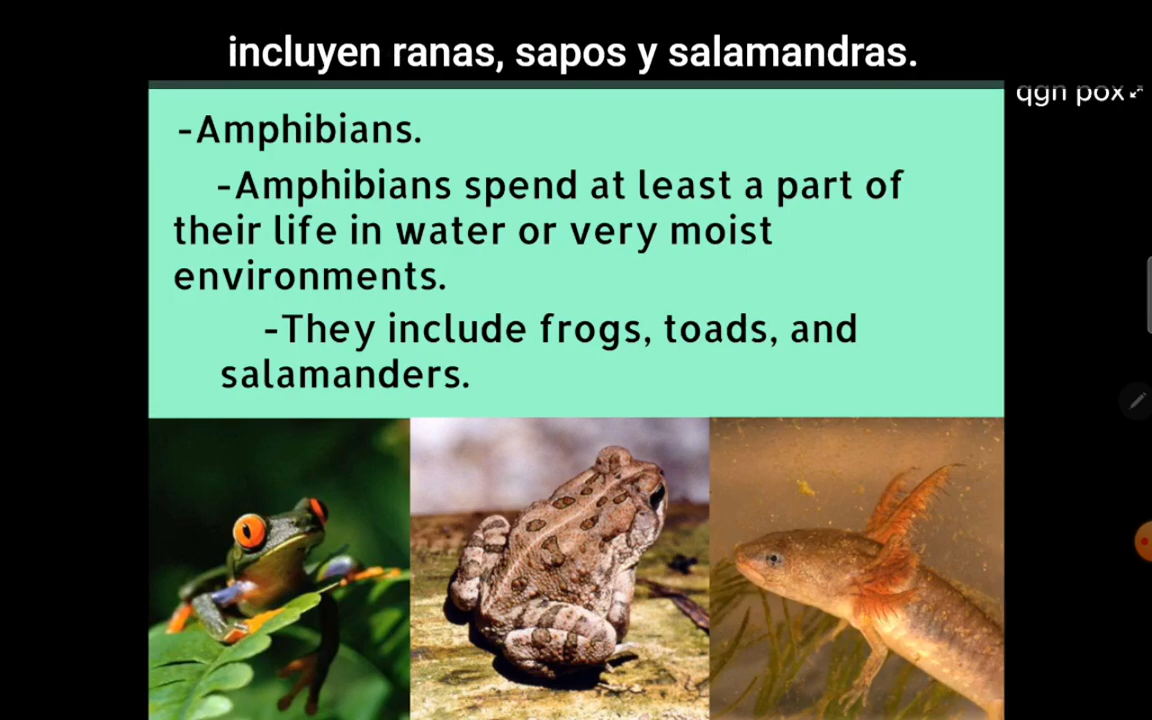 incluyen ranas, sapos y salamandras.
-Amphibians.
-Amphibians spend at least a part of
their life in water or very moist
environments.
-They include frogs, toads, and
salamanders.